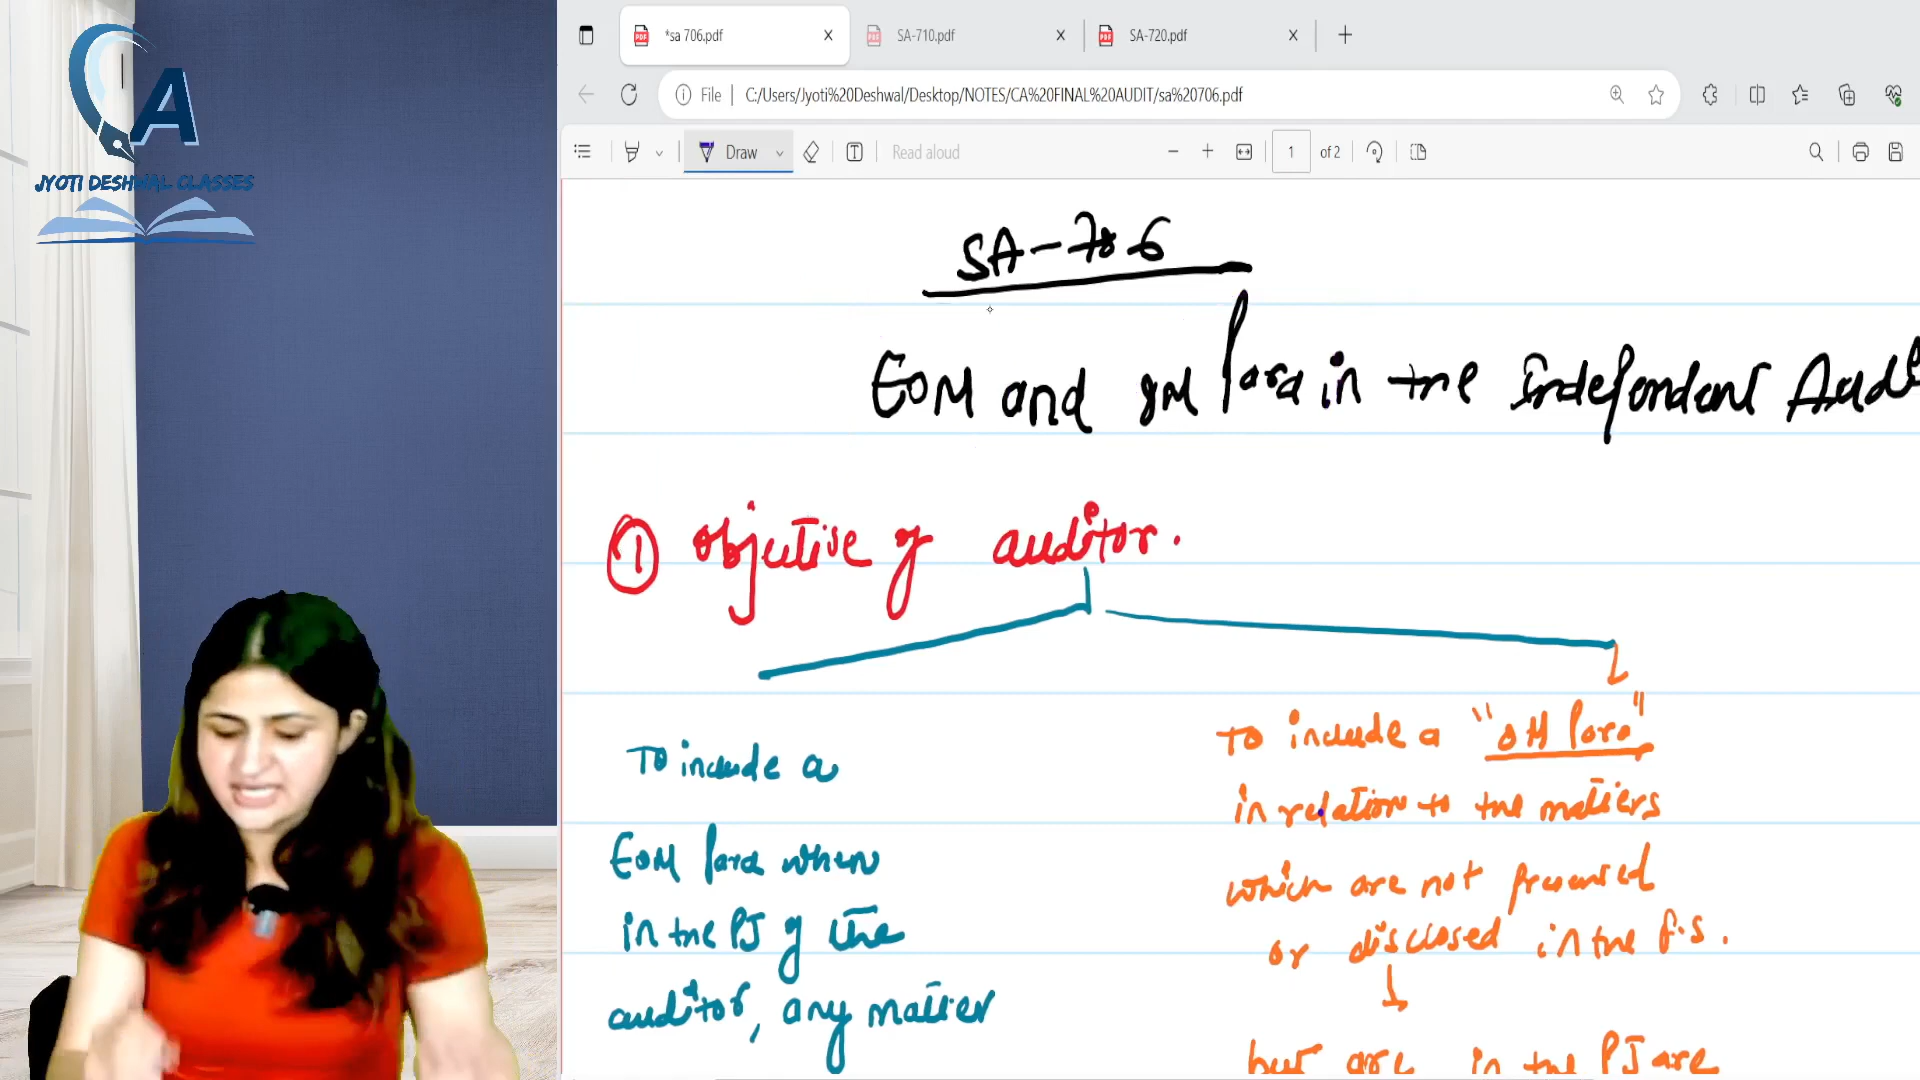 *sa 706.pdf
SA-710.pdf
SA-720.pdf
File
C:/Users/Jyoti%20Deshwal/Desktop/NOTES/CA%20FINAL%20AUDIT/sa%20706.pdf
Draw
Read aloud
1 of 2
CA
JYOTI DESHWAL CLASSES
SA-706
EOM and OM Para in the Independent Audi
① Objective of auditor.
To include a
EOM Para when
in the PJ of the
auditor, any matter
To include a "OM Para"
in relation to the matters
which are not presented
or disclosed in the f.s.
but are in the PJ are